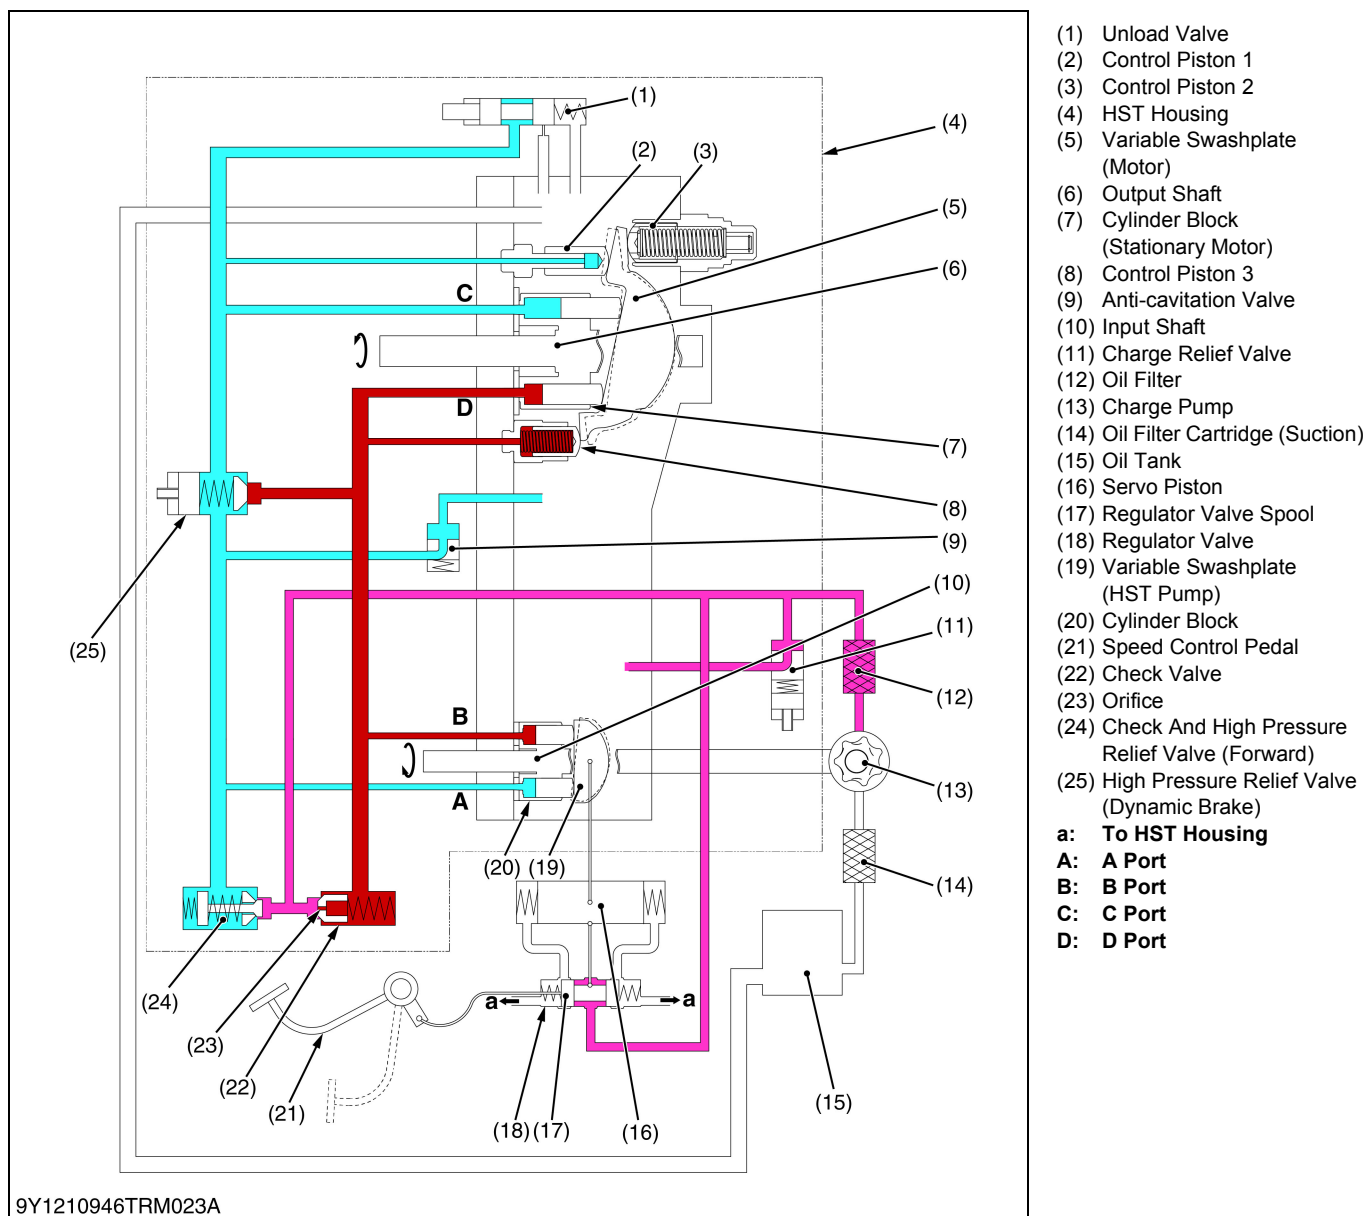 (1)
(2)
(3)
(4)
(5)
(6)
(7)
(8)
(9)
(10)
(11)
(12)
(13)
(14)
(15)
(16)
(17)
(18)
(19)
(20)
(21)
(22)
(23)
(24)
(25)
C
D
B
A
a
a
9Y1210946TRM023A
(1) Unload Valve
(2) Control Piston 1
(3) Control Piston 2
(4) HST Housing
(5) Variable Swashplate
(Motor)
(6) Output Shaft
(7) Cylinder Block
(Stationary Motor)
(8) Control Piston 3
(9) Anti-cavitation Valve
(10) Input Shaft
(11) Charge Relief Valve
(12) Oil Filter
(13) Charge Pump
(14) Oil Filter Cartridge (Suction)
(15) Oil Tank
(16) Servo Piston
(17) Regulator Valve Spool
(18) Regulator Valve
(19) Variable Swashplate
(HST Pump)
(20) Cylinder Block
(21) Speed Control Pedal
(22) Check Valve
(23) Orifice
(24) Check And High Pressure
Relief Valve (Forward)
(25) High Pressure Relief Valve
(Dynamic Brake)
a: To HST Housing
A: A Port
B: B Port
C: C Port
D: D Port